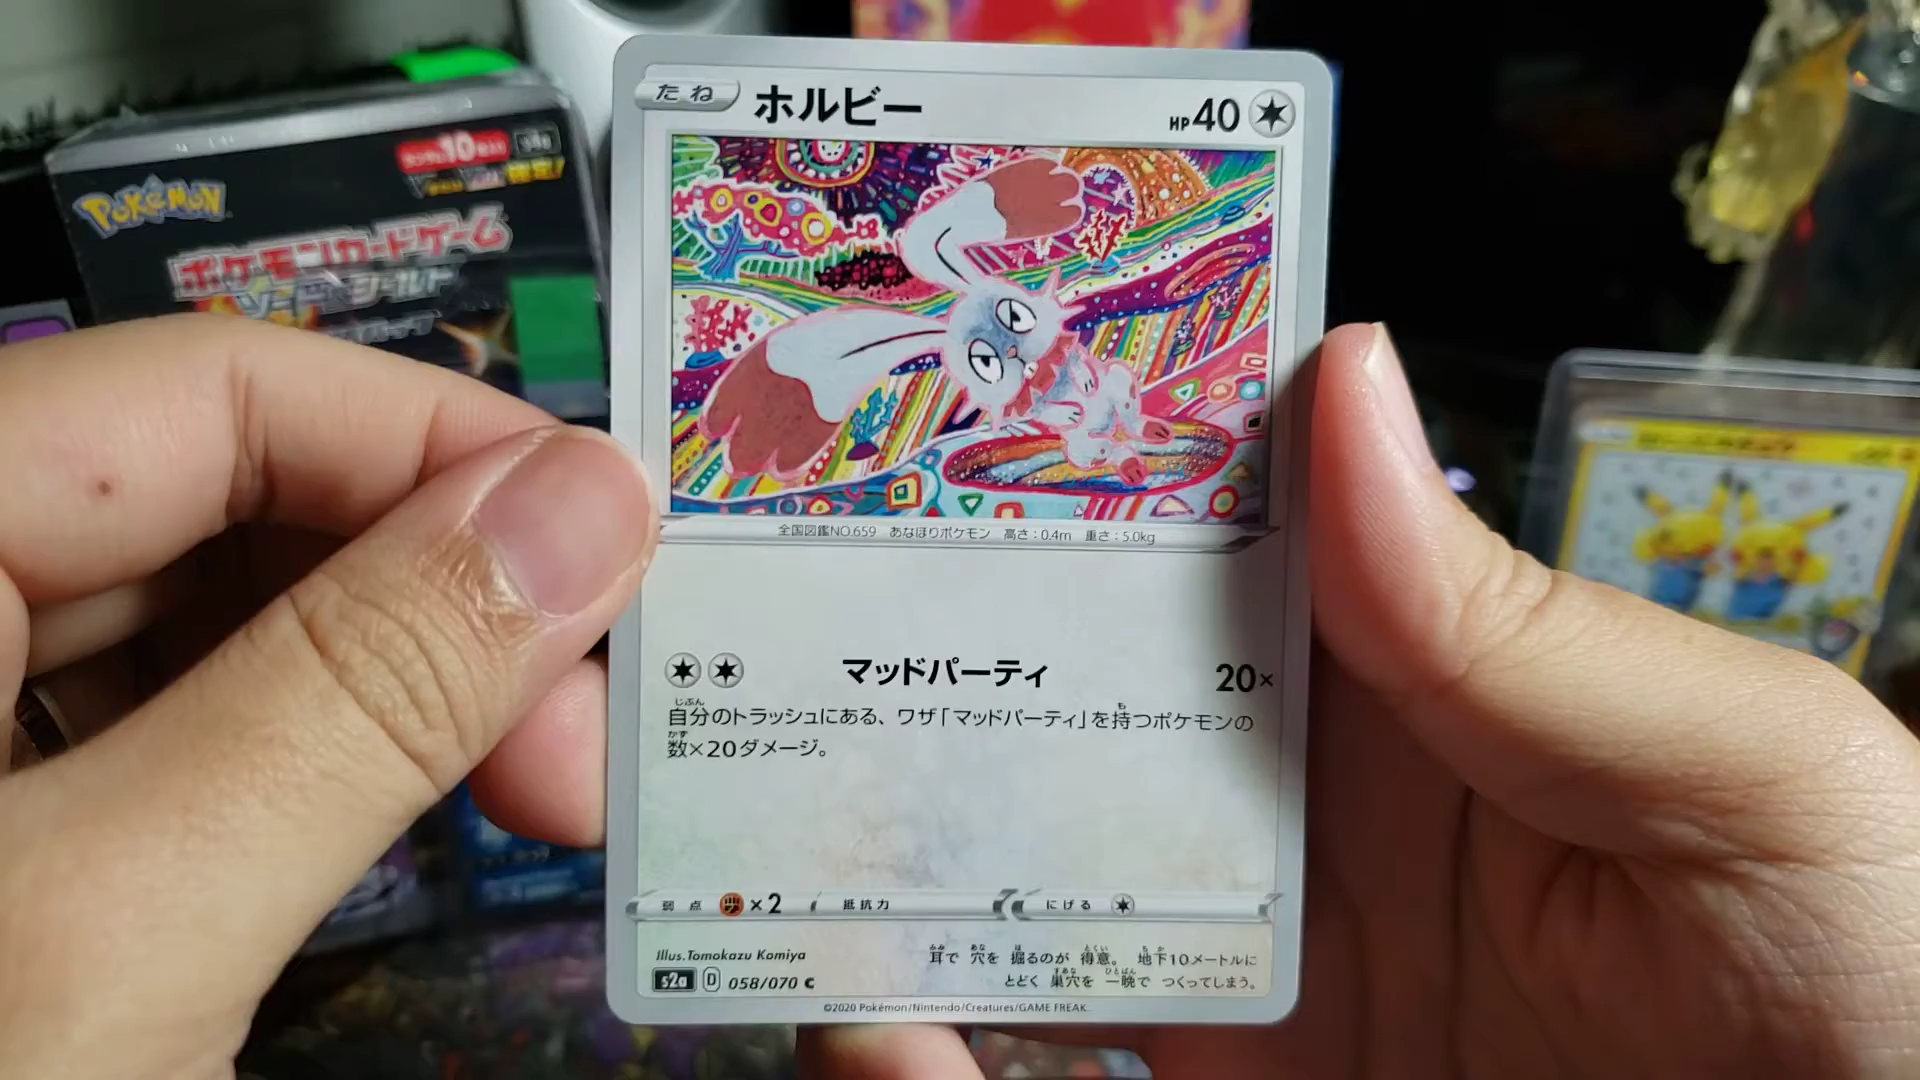 たね
ホルビー
HP40
全国図鑑NO.659 あなほりポケモン 高さ:0.4m 重さ:5.0kg
マッドパーティ 20×
自分のトラッシュにある、ワザ「マッドパーティ」を持つポケモンの
数×20ダメージ。
弱点 ×2 抵抗力 にげる
Illus.Tomokazu Komiya
耳で 穴を 掘るのが 得意。 地下10メートルに
とどく 巣穴を 一晩で つくってしまう。
s2a D 058/070 C
©2020 Pokémon/Nintendo/Creatures/GAME FREAK.
POKÉMON
ポケモンカードゲーム
ソード シールド